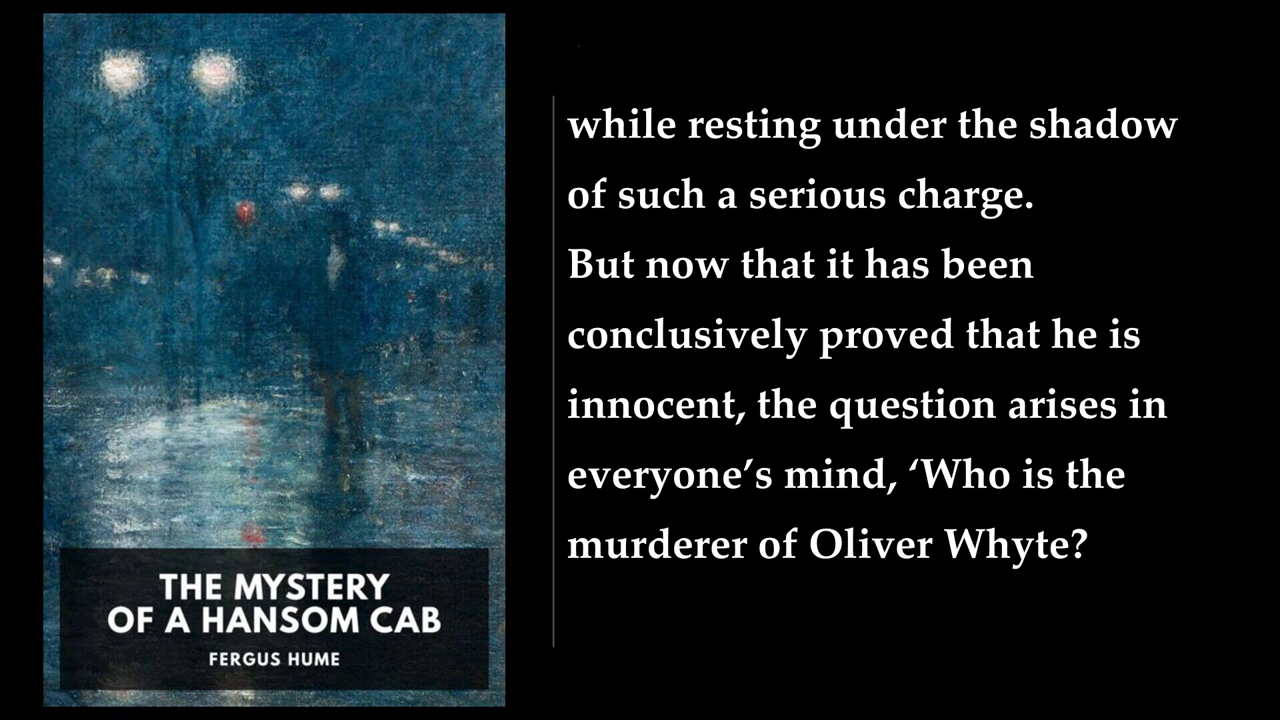 THE MYSTERY
OF A HANSOM CAB
FERGUS HUME
while resting under the shadow
of such a serious charge.
But now that it has been
conclusively proved that he is
innocent, the question arises in
everyone’s mind, ‘Who is the
murderer of Oliver Whyte?